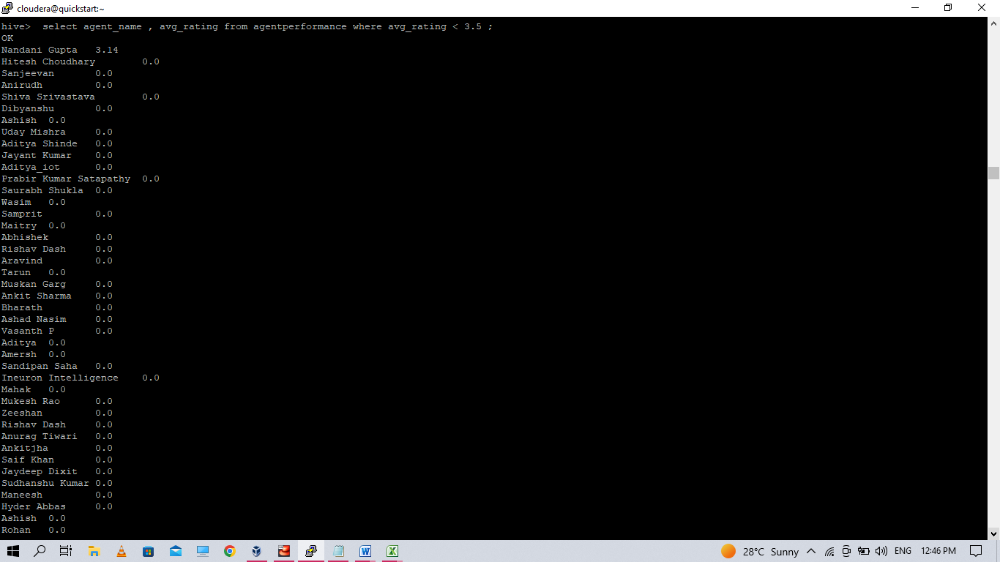 cloudera@quickstart:~
hive>  select agent_name , avg_rating from agentperformance where avg_rating < 3.5 ;
OK
Nandani Gupta   3.14
Hitesh Choudhary        0.0
Sanjeevan       0.0
Anirudh         0.0
Shiva Srivastava        0.0
Dibyanshu       0.0
Ashish  0.0
Uday Mishra     0.0
Aditya Shinde   0.0
Jayant Kumar    0.0
Aditya_iot      0.0
Prabir Kumar Satapathy  0.0
Saurabh Shukla  0.0
Wasim   0.0
Samprit         0.0
Maitry  0.0
Abhishek        0.0
Rishav Dash     0.0
Aravind         0.0
Tarun   0.0
Muskan Garg     0.0
Ankit Sharma    0.0
Bharath         0.0
Ashad Nasim     0.0
Vasanth P       0.0
Aditya  0.0
Amersh  0.0
Sandipan Saha   0.0
Ineuron Intelligence    0.0
Mahak   0.0
Mukesh Rao      0.0
Zeeshan         0.0
Rishav Dash     0.0
Anurag Tiwari   0.0
Ankitjha        0.0
Saif Khan       0.0
Jaydeep Dixit   0.0
Sudhanshu Kumar 0.0
Maneesh         0.0
Hyder Abbas     0.0
Ashish  0.0
Rohan   0.0
28°C Sunny ENG 12:46 PM